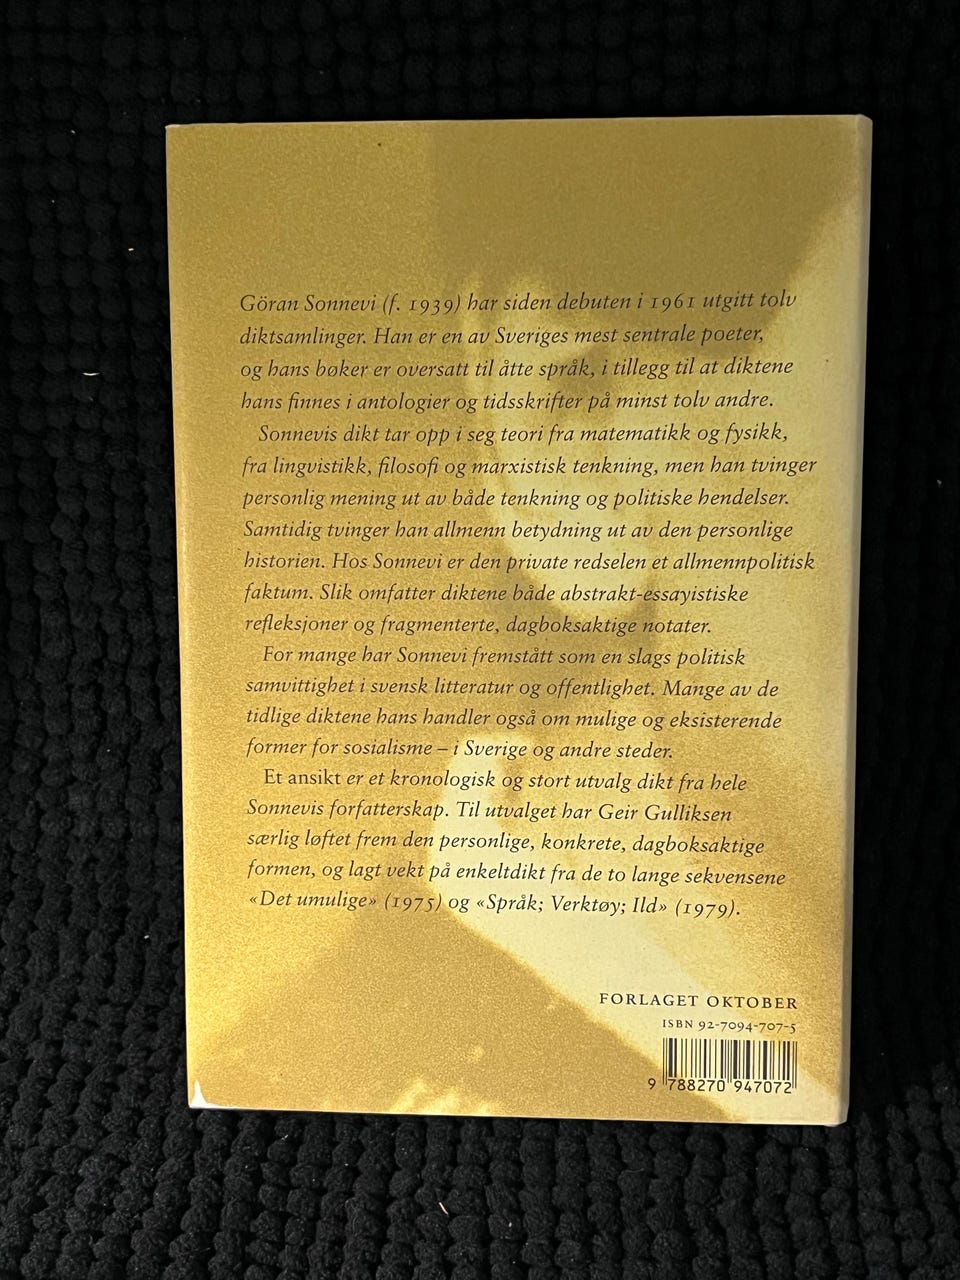 Göran Sonnevi (f. 1939) har siden debuten i 1961 utgitt tolv
diktsamlinger. Han er en av Sveriges mest sentrale poeter,
og hans bøker er oversatt til åtte språk, i tillegg til at diktene
hans finnes i antologier og tidsskrifter på minst tolv andre.
Sonnevis dikt tar opp i seg teori fra matematikk og fysikk,
fra lingvistikk, filosofi og marxistisk tenkning, men han tvinger
personlig mening ut av både tenkning og politiske hendelser.
Samtidig tvinger han allmenn betydning ut av den personlige
historien. Hos Sonnevi er den private redselen et allmennpolitisk
faktum. Slik omfatter diktene både abstrakt-essayistiske
refleksjoner og fragmenterte, dagboksaktige notater.
For mange har Sonnevi fremstått som en slags politisk
samvittighet i svensk litteratur og offentlighet. Mange av de
tidlige diktene hans handler også om mulige og eksisterende
former for sosialisme – i Sverige og andre steder.
Et ansikt er et kronologisk og stort utvalg dikt fra hele
Sonnevis forfatterskap. Til utvalget har Geir Gulliksen
særlig løftet frem den personlige, konkrete, dagboksaktige
formen, og lagt vekt på enkeltdikt fra de to lange sekvensene
«Det umulige» (1975) og «Språk; Verktøy; Ild» (1979).
FORLAGET OKTOBER
ISBN 92-7094-707-5
9 788270 947072